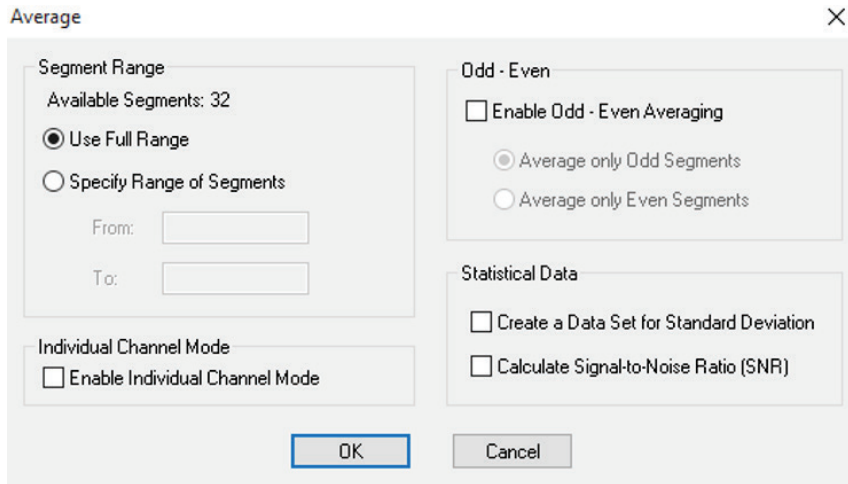 Average
Segment Range
Available Segments: 32
Use Full Range
Specify Range of Segments
From:
To:
Individual Channel Mode
Enable Individual Channel Mode
Odd - Even
Enable Odd - Even Averaging
Average only Odd Segments
Average only Even Segments
Statistical Data
Create a Data Set for Standard Deviation
Calculate Signal-to-Noise Ratio (SNR)
OK
Cancel